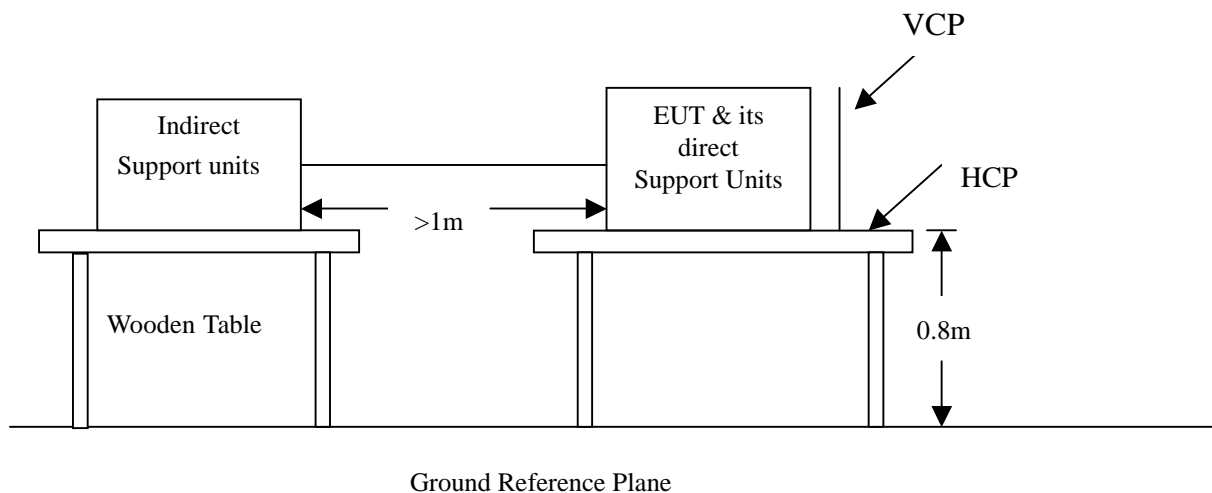 VCP
Indirect
Support units
EUT & its
direct
Support Units
HCP
>1m
Wooden Table
0.8m
Ground Reference Plane